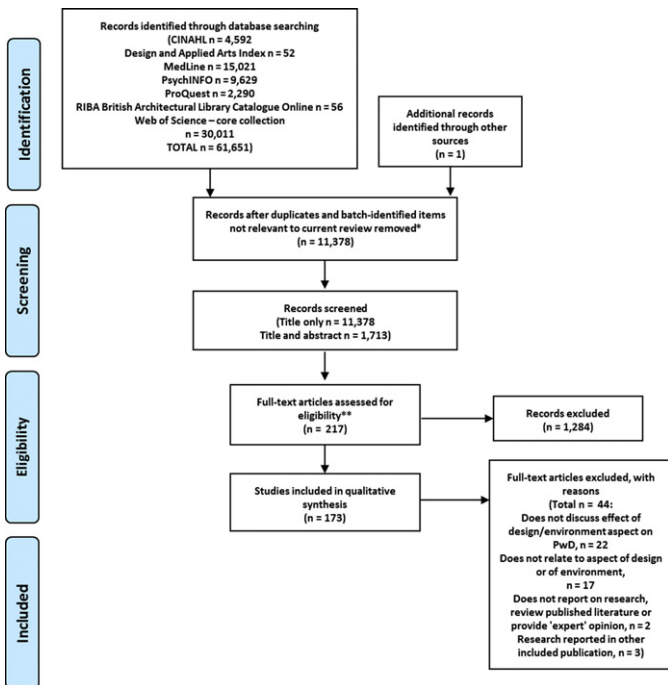 Records identified through database searching
(CINAHL n = 4,592
Design and Applied Arts Index n = 52
MedLine n = 15,021
PsychINFO n = 9,629
ProQuest n = 2,290
RIBA British Architectural Library Catalogue Online n = 56
Web of Science – core collection
n = 30,011
TOTAL n = 61,651)
Additional records
identified through other
sources
(n = 1)
Identification
Records after duplicates and batch-identified items
not relevant to current review removed*
(n = 11,378)
Screening
Records screened
(Title only n = 11,378
Title and abstract n = 1,713)
Eligibility
Full-text articles assessed for
eligibility**
(n = 217)
Records excluded
(n = 1,284)
Studies included in qualitative
synthesis
(n = 173)
Full-text articles excluded, with
reasons
(Total n = 44:
Does not discuss effect of
design/environment aspect on
PwD, n = 22
Does not relate to aspect of design
or of environment,
n = 17
Does not report on research,
review published literature or
provide 'expert' opinion, n = 2
Research reported in other
included publication, n = 3)
Included